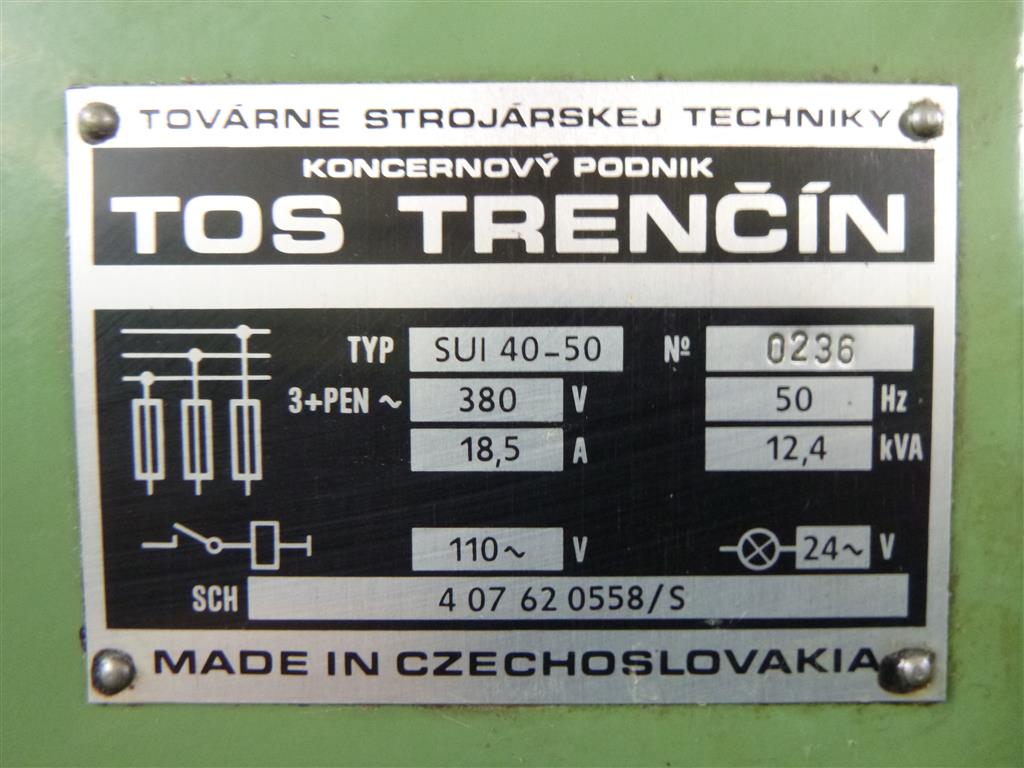 TOVÁRNE STROJÁRSKEJ TECHNIKY
KONCERNOVÝ PODNIK
TOS TRENČÍN
TYP SUI 40-50 Nº 0236
3+PEN ~ 380 V 50 Hz
18,5 A 12,4 kVA
110~ V 24~ V
SCH 4 07 62 0558/S
MADE IN CZECHOSLOVAKIA